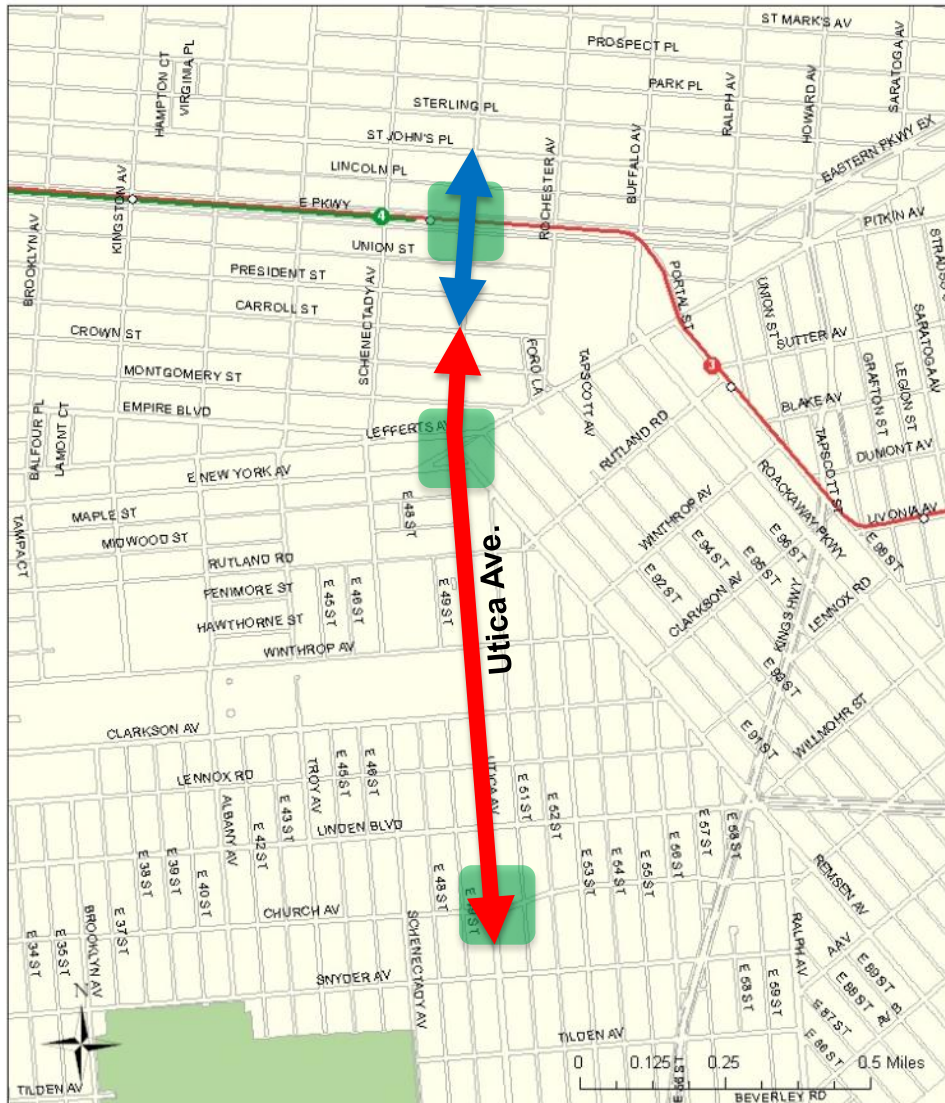 ST MARK'S AV
PROSPECT PL
PARK PL
STERLING PL
ST JOHN'S PL
LINCOLN PL
E PKWY
HAMPTON CT
VIRGINIA PL
KINGSTON AV
BROOKLYN AV
ROCHESTER AV
BUFFALO AV
RALPH AV
HOWARD AV
SARATOGA AV
EASTERN PKWY EX
PITKIN AV
4
UNION ST
PRESIDENT ST
CARROLL ST
CROWN ST
MONTGOMERY ST
EMPIRE BLVD
SCHENECTADY AV
FORD LA
PORTAL ST
UNION ST
SUTTER AV
SARATOGA AV
GRAFTON ST
LEGION ST
3
TAPSCOTT AV
BLAKE AV
BALFOUR PL
LAMONT CT
LEFFERTS AV
RUTLAND RD
DUMONT AV
TAPSCOTT ST
E NEW YORK AV
ROACKAWAY PKWY
LIVONIA AV
MAPLE ST
MIDWOOD ST
E 48 ST
WINTHROP AV
E 98 ST
TAMPA CT
RUTLAND RD
E 96 ST
E 95 ST
E 94 ST
E 92 ST
FENIMORE ST
HAWTHORNE ST
E 45 ST
E 46 ST
E 49 ST
Utica Ave.
CLARKSON AV
LENNOX RD
KINGS HWY
WINTHROP AV
E 93 ST
E 91 ST
WILLMOHR ST
CLARKSON AV
LENNOX RD
TROY AV
E 45 ST
E 46 ST
UTICA AV
E 51 ST
E 52 ST
ALBANY AV
E 43 ST
E 42 ST
LINDEN BLVD
E 57 ST
E 58 ST
E 56 ST
E 55 ST
E 54 ST
E 53 ST
E 38 ST
E 39 ST
E 40 ST
E 48 ST
REMSEN AV
CHURCH AV
E 34 ST
E 35 ST
BROOKLYN AV
E 37 ST
SCHENECTADY AV
RALPH AV
A AV
SNYDER AV
E 58 ST
E 59 ST
E 89 ST
E 88 ST
E 87 ST
E 86 ST
N
TILDEN AV
TILDEN AV
E 56 ST
0 0.125 0.25 0.5 Miles
BEVERLEY RD